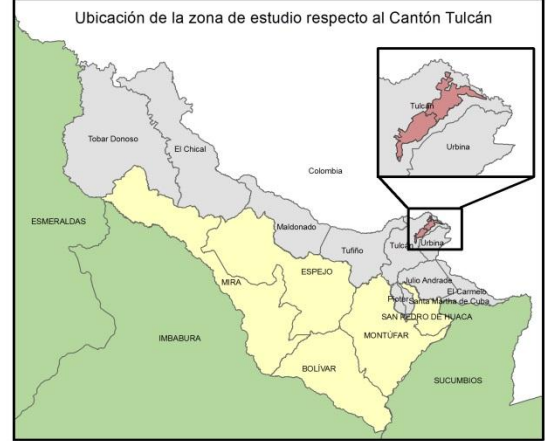 Ubicación de la zona de estudio respecto al Cantón Tulcán
Tulcán
Urbina
Tobar Donoso
El Chical
Colombia
ESMERALDAS
Maldonado
Tufiño
Tulcán
Urbina
MIRA
ESPEJO
Julio Andrade
El Carmelo
Pioter
Santa Martha de Cuba
SAN PEDRO DE HUACA
IMBABURA
MONTÚFAR
BOLÍVAR
SUCUMBIOS